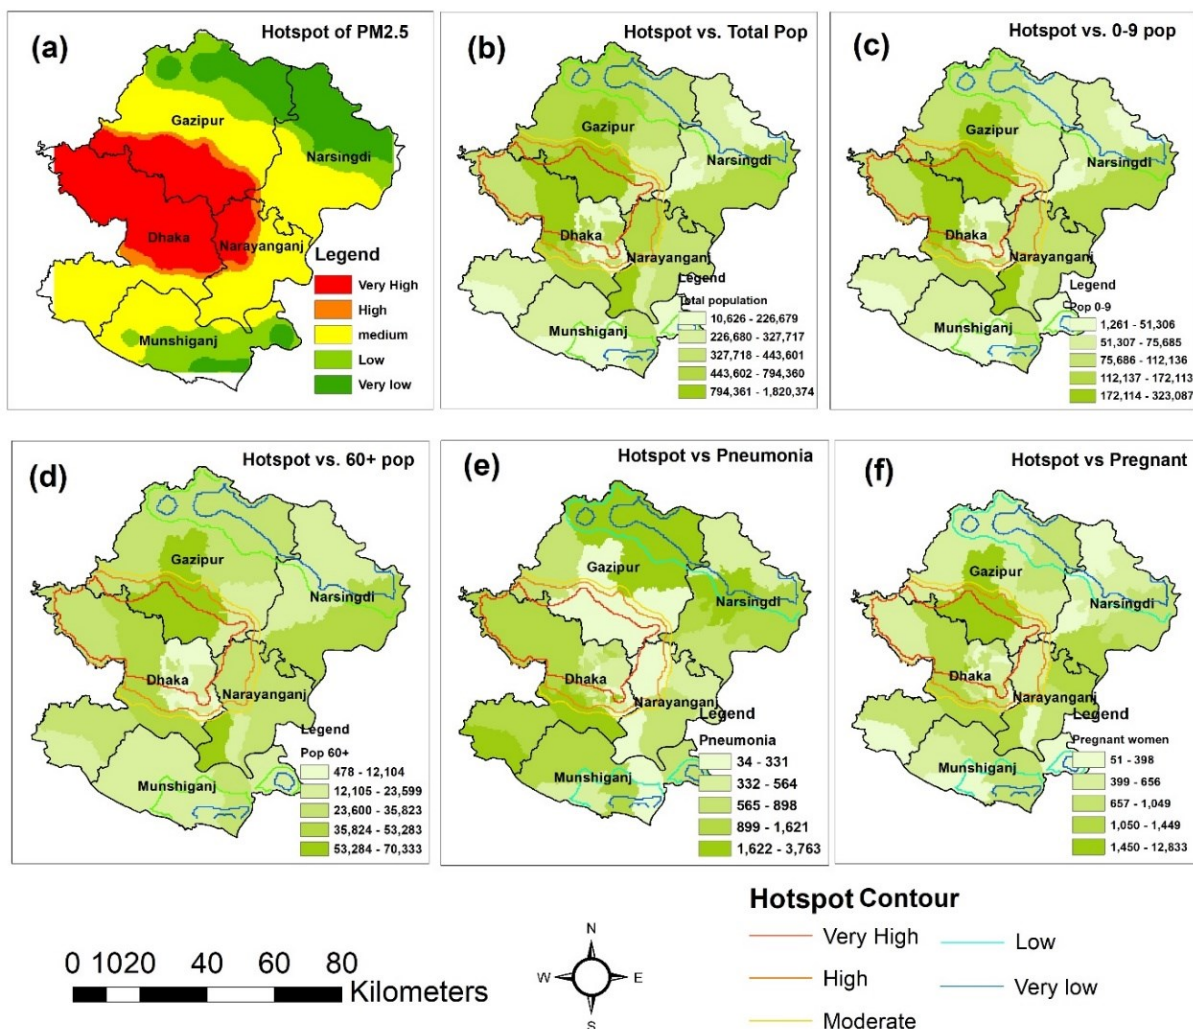 (a)
Hotspot of PM2.5
Gazipur
Narsingdi
Dhaka
Narayanganj
Munshiganj
Legend
Very High
High
medium
Low
Very low
(b)
Hotspot vs. Total Pop
Gazipur
Narsingdi
Dhaka
Narayanganj
Munshiganj
Legend
Total population
10,626 - 226,679
226,680 - 327,717
327,718 - 443,601
443,602 - 794,360
794,361 - 1,820,374
(c)
Hotspot vs. 0-9 pop
Gazipur
Narsingdi
Dhaka
Narayanganj
Munshiganj
Legend
Pop 0-9
1,261 - 51,306
51,307 - 75,685
75,686 - 112,136
112,137 - 172,113
172,114 - 323,087
(d)
Hotspot vs. 60+ pop
Gazipur
Narsingdi
Dhaka
Narayanganj
Munshiganj
Legend
Pop 60+
478 - 12,104
12,105 - 23,599
23,600 - 35,823
35,824 - 53,283
53,284 - 70,333
(e)
Hotspot vs Pneumonia
Gazipur
Narsingdi
Dhaka
Narayanganj
Munshiganj
Legend
Pneumonia
34 - 331
332 - 564
565 - 898
899 - 1,621
1,622 - 3,763
(f)
Hotspot vs Pregnant
Gazipur
Narsingdi
Dhaka
Narayanganj
Munshiganj
Legend
Pregnant women
51 - 398
399 - 656
657 - 1,049
1,050 - 1,449
1,450 - 12,833
0 1020 40 60 80
Kilometers
N
W E
S
Hotspot Contour
Very High
High
Moderate
Low
Very low